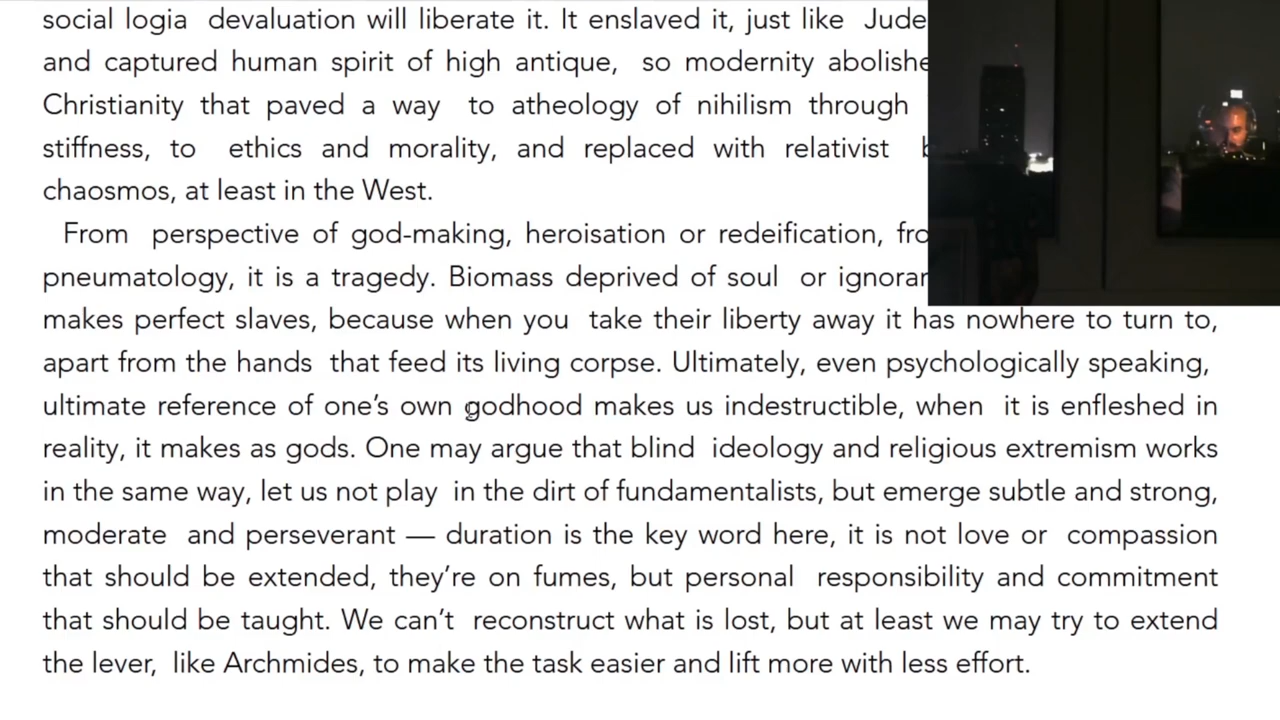 social logia devaluation will liberate it. It enslaved it, just like
and captured human spirit of high antique, so modernity
Christianity that paved a way to atheology of nihilism through
stiffness, to ethics and morality, and replaced with relativist
chaosmos, at least in the West.
From perspective of god-making, heroisation or redeification,
pneumatology, it is a tragedy. Biomass deprived of soul or
makes perfect slaves, because when you take their liberty away it has nowhere to turn to,
apart from the hands that feed its living corpse. Ultimately, even psychologically speaking,
ultimate reference of one's own godhood makes us indestructible, when it is enfleshed in
reality, it makes as gods. One may argue that blind ideology and religious extremism works
in the same way, let us not play in the dirt of fundamentalists, but emerge subtle and strong,
moderate and perseverant — duration is the key word here, it is not love or compassion
that should be extended, they're on fumes, but personal responsibility and commitment
that should be taught. We can't reconstruct what is lost, but at least we may try to extend
the lever, like Archmides, to make the task easier and lift more with less effort.